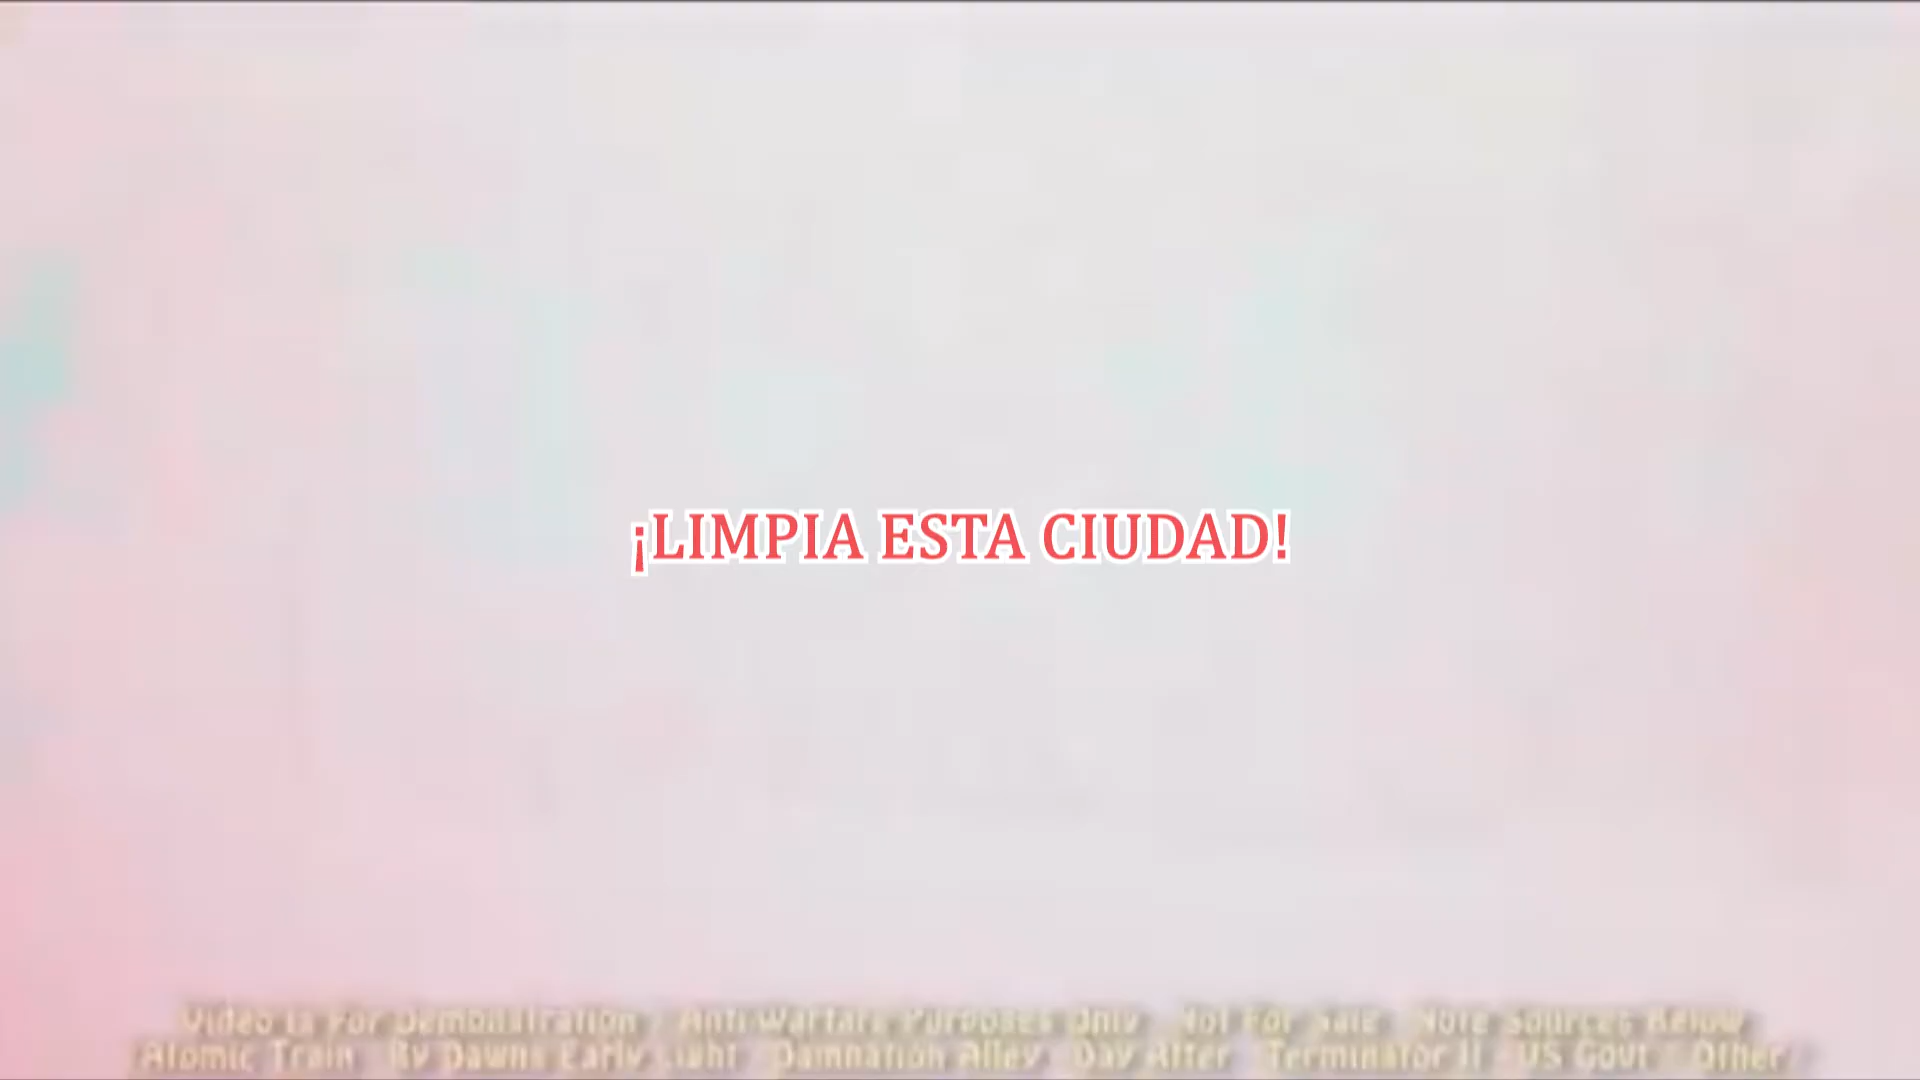 ¡LIMPIA ESTA CIUDAD!
Video Is For Demonstration - Anti Warfare Purposes Only - Not For Sale - Note Sources Below
Atomic Train - By Dawns Early Light - Damnation Alley - Day After - Terminator II - US Govt - Other